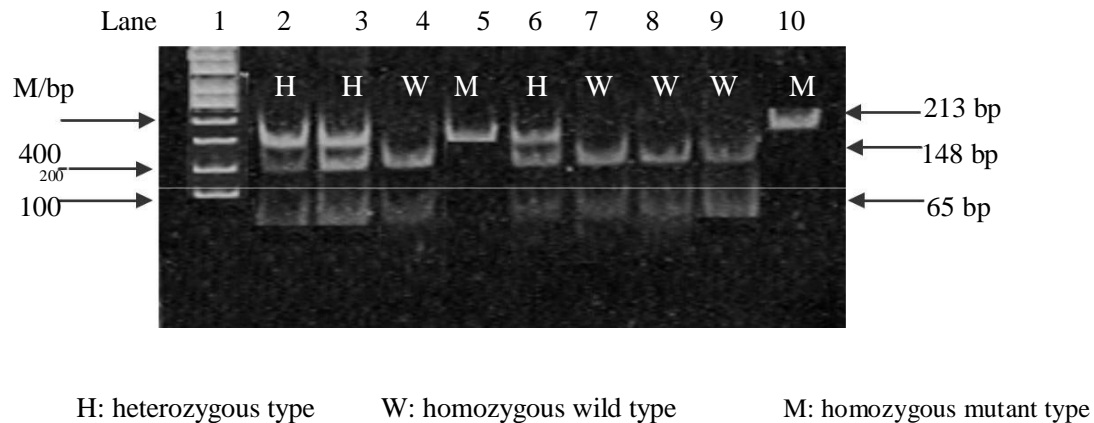 Lane 1 2 3 4 5 6 7 8 9 10
M/bp H H W M H W W W M 213 bp
400 148 bp
200
100 65 bp
H: heterozygous type W: homozygous wild type M: homozygous mutant type